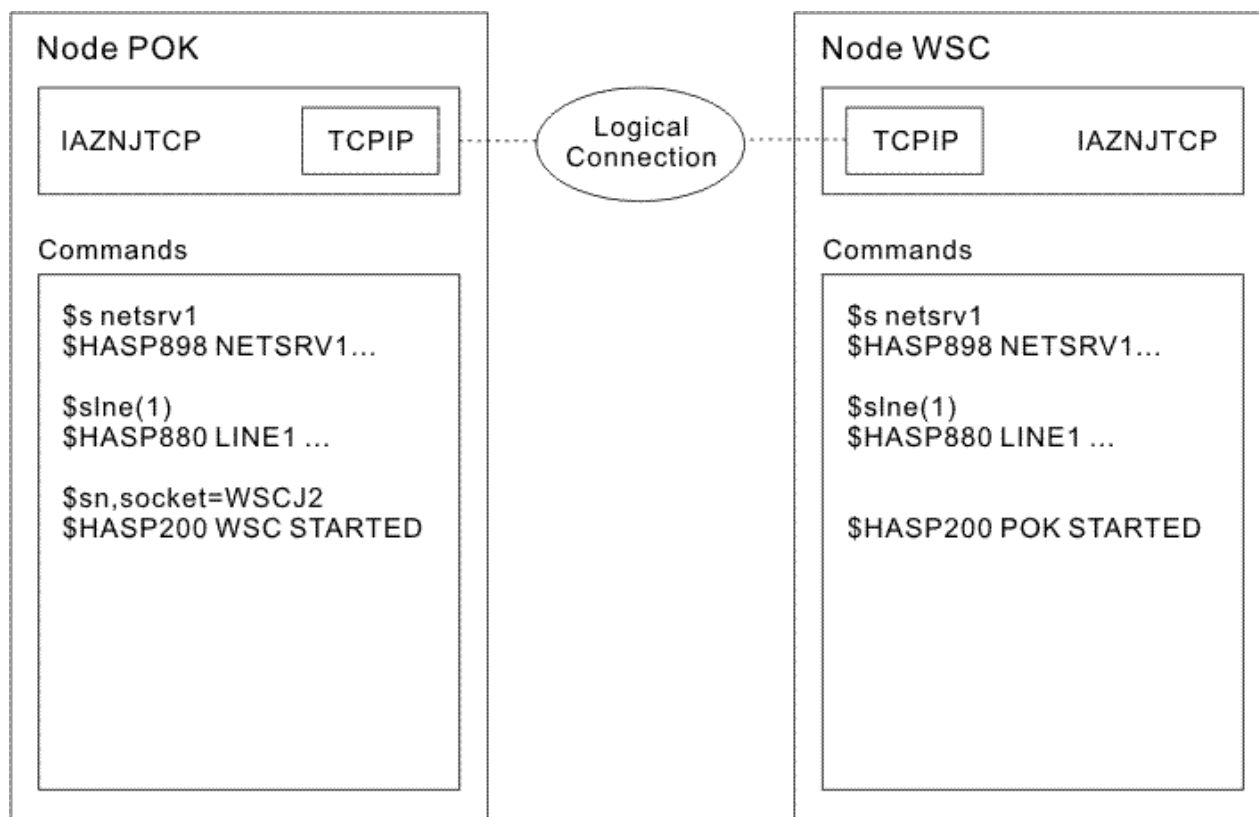 Node POK
IAZNJTCP
TCPIP
Commands
$s netsrv1
$HASP898 NETSRV1...
$slne(1)
$HASP880 LINE1 ...
$sn,socket=WSCJ2
$HASP200 WSC STARTED
Logical
Connection
Node WSC
TCPIP
IAZNJTCP
Commands
$s netsrv1
$HASP898 NETSRV1...
$slne(1)
$HASP880 LINE1 ...
$HASP200 POK STARTED